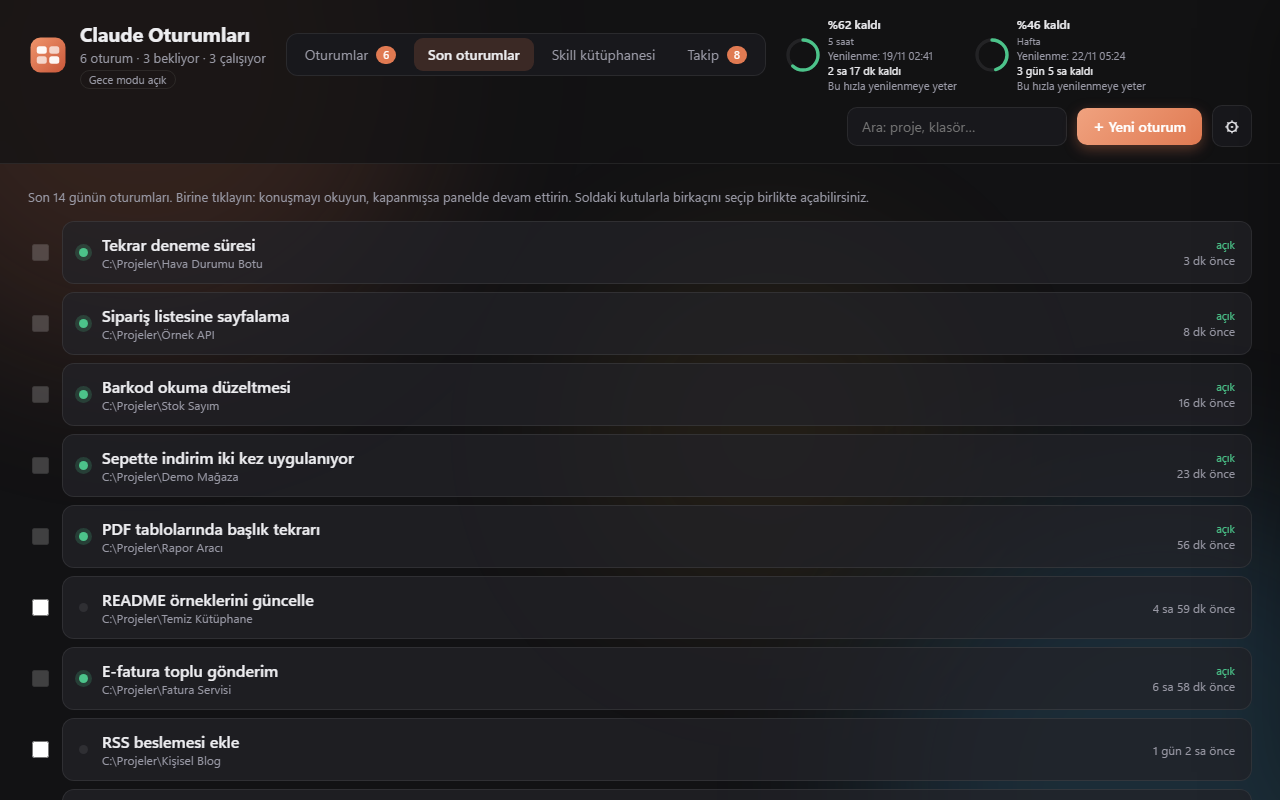 Claude Oturumları
6 oturum · 3 bekliyor · 3 çalışıyor
Gece modu açık
Oturumlar 6
Son oturumlar
Skill kütüphanesi
Takip 8
%62 kaldı
5 saat
Yenilenme: 19/11 02:41
2 sa 17 dk kaldı
Bu hızla yenilenmeye yeter
%46 kaldı
Hafta
Yenilenme: 22/11 05:24
3 gün 5 sa kaldı
Bu hızla yenilenmeye yeter
Ara: proje, klasör...
+ Yeni oturum
Son 14 günün oturumları. Birine tıklayın: konuşmayı okuyun, kapanmışsa panelde devam ettirin. Soldaki kutularla birkaçını seçip birlikte açabilirsiniz.
Tekrar deneme süresi
C:\Projeler\Hava Durumu Botu
açık
3 dk önce
Sipariş listesine sayfalama
C:\Projeler\Örnek API
açık
8 dk önce
Barkod okuma düzeltmesi
C:\Projeler\Stok Sayım
açık
16 dk önce
Sepette indirim iki kez uygulanıyor
C:\Projeler\Demo Mağaza
açık
23 dk önce
PDF tablolarında başlık tekrarı
C:\Projeler\Rapor Aracı
açık
56 dk önce
README örneklerini güncelle
C:\Projeler\Temiz Kütüphane
4 sa 59 dk önce
E-fatura toplu gönderim
C:\Projeler\Fatura Servisi
açık
6 sa 58 dk önce
RSS beslemesi ekle
C:\Projeler\Kişisel Blog
1 gün 2 sa önce